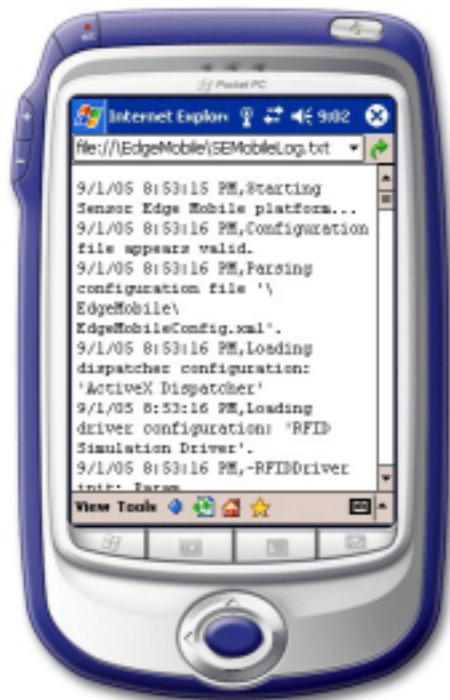 Pocket PC
Internet Explor 9:02
file://\EdgeMobile\SEMobileLog.txt
9/1/05 8:53:15 PM,Starting
Sensor Edge Mobile platform...
9/1/05 8:53:16 PM,Configuration
file appears valid.
9/1/05 8:53:16 PM,Parsing
configuration file '\
EdgeMobile\
EdgeMobileConfig.xml'.
9/1/05 8:53:16 PM,Loading
dispatcher configuration:
'ActiveX Dispatcher'
9/1/05 8:53:16 PM,Loading
driver configuration: 'RFID
Simulation Driver'.
9/1/05 8:53:16 PM,-RFIDDriver
init: Param
View Tools